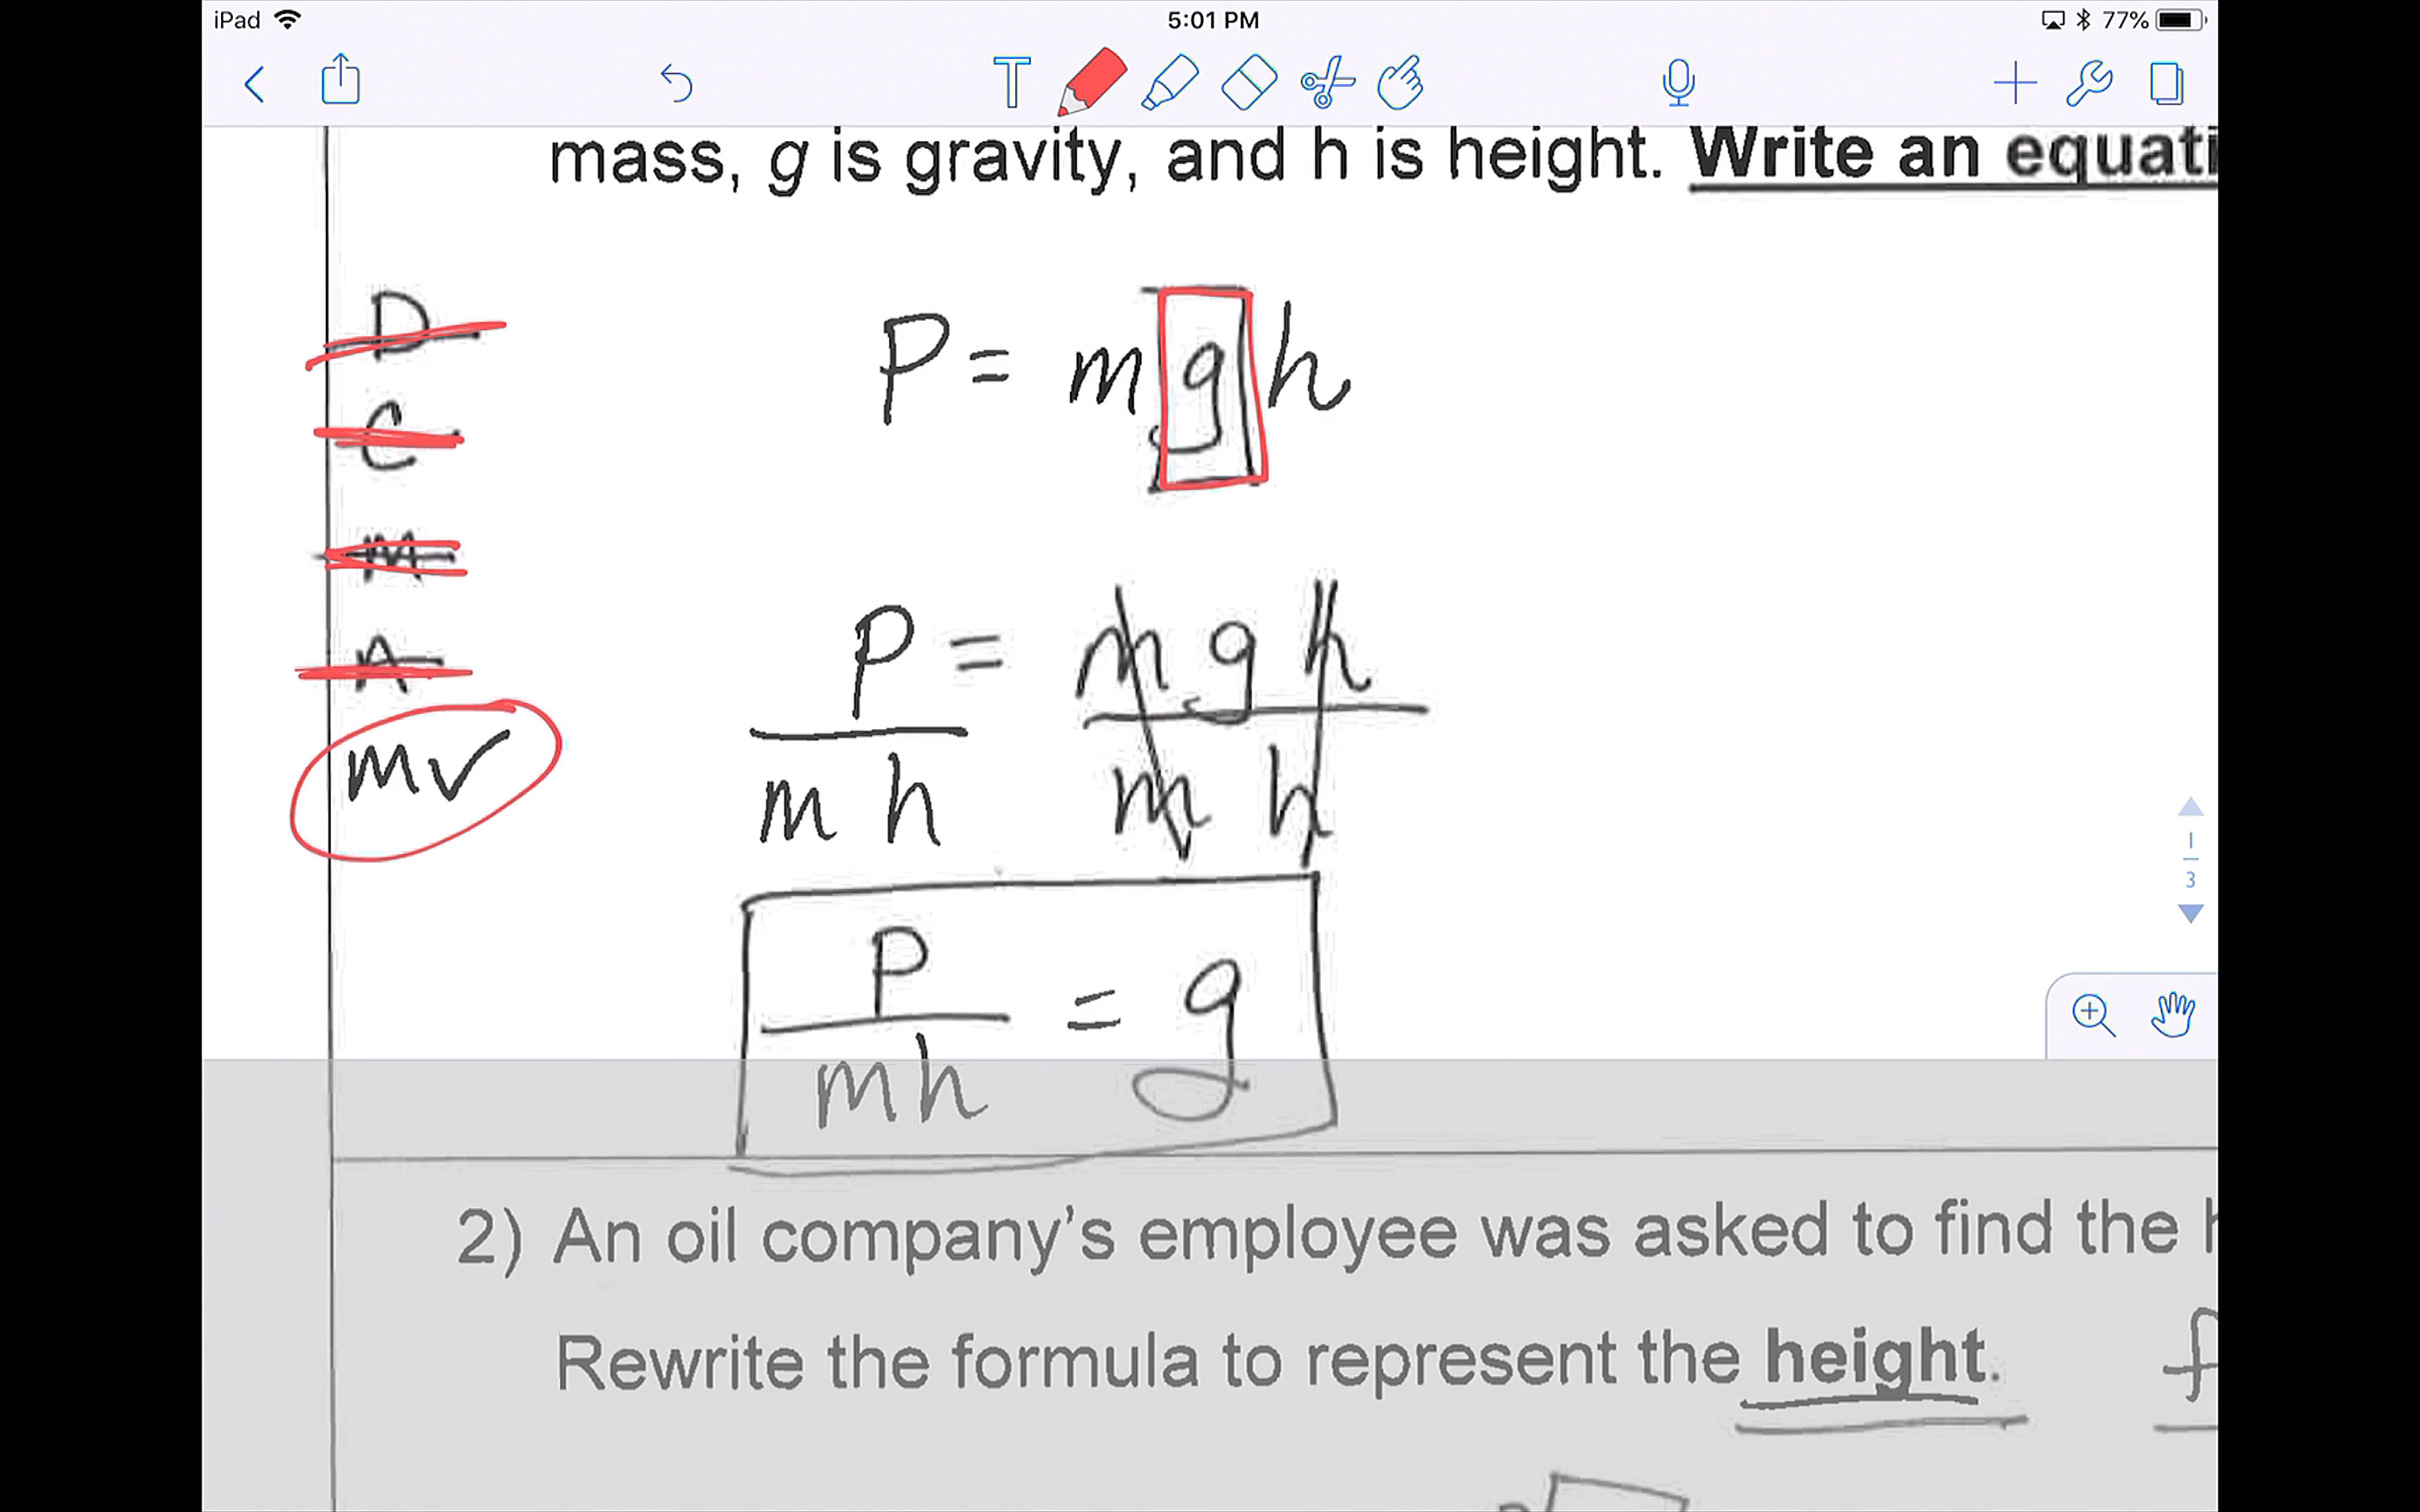 iPad 5:01 PM 77%
T
mass, g is gravity, and h is height. Write an equati
D
P = mgh
C
M
A
P = mgh
mh mh
mv
P = g
mh
1
3
2) An oil company's employee was asked to find the h
Rewrite the formula to represent the height. f